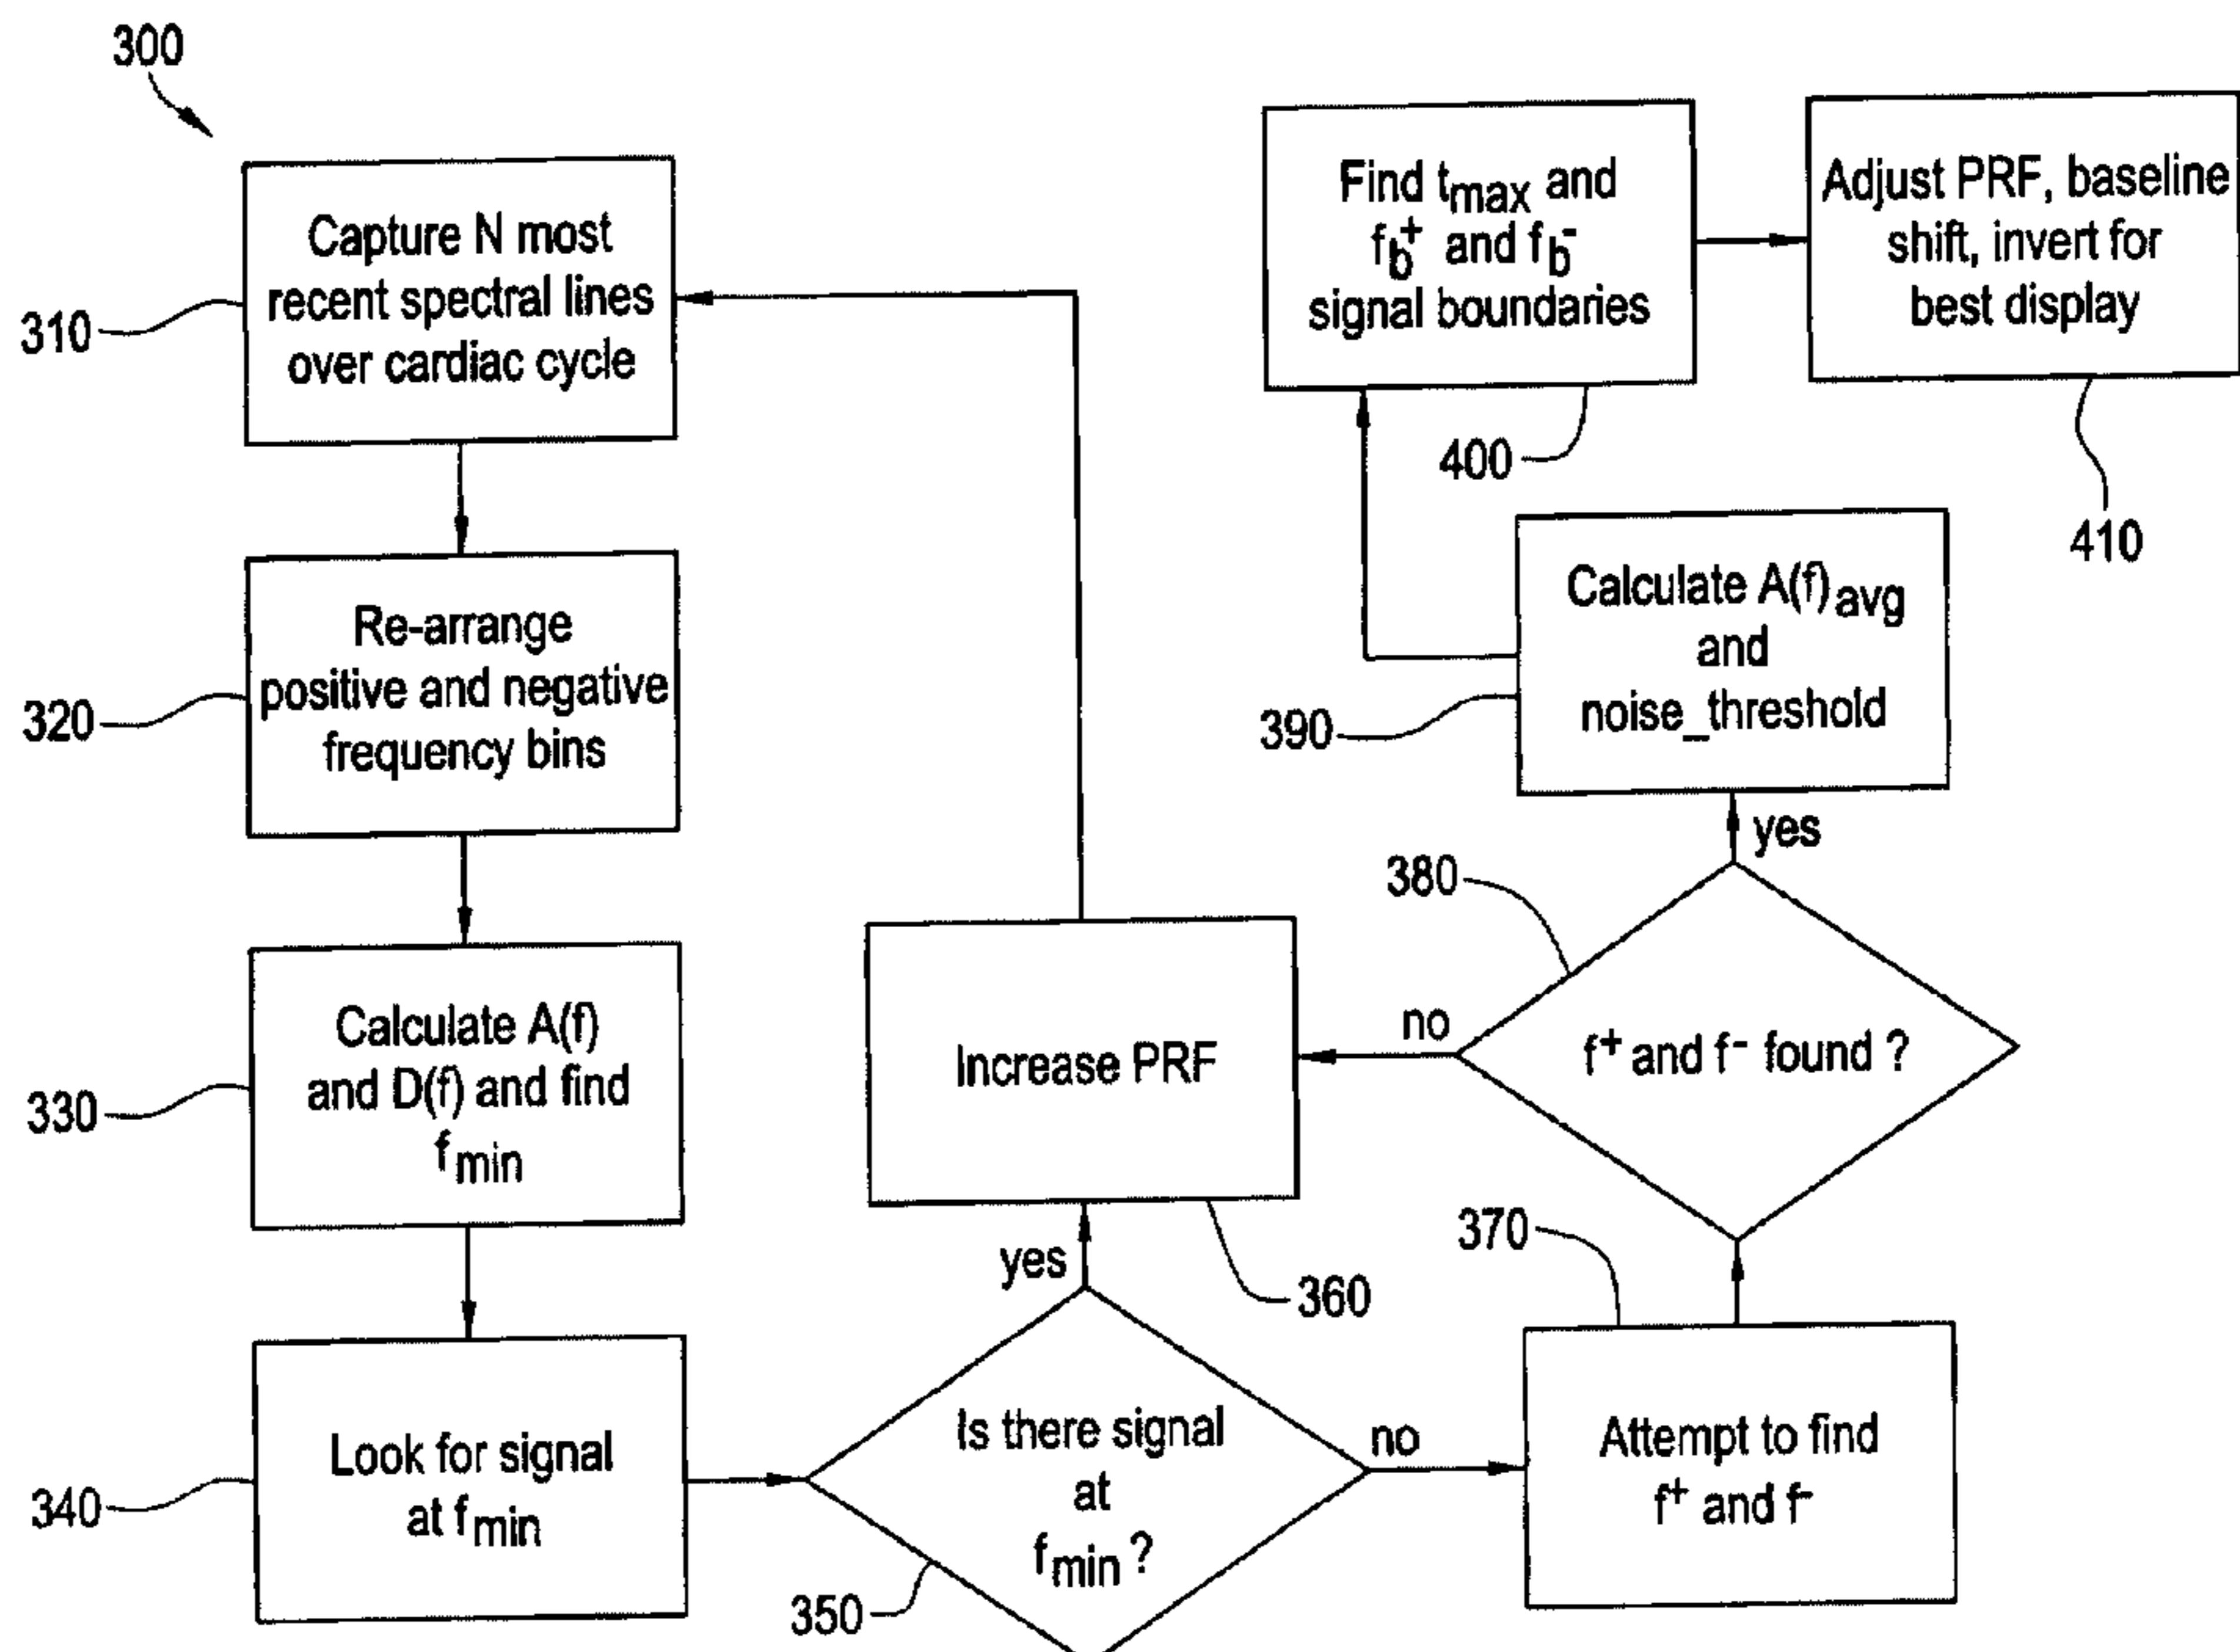 300
Capture N most
recent spectral lines
over cardiac cycle
310
Re-arrange
positive and negative
frequency bins
320
Calculate A(f)
and D(f) and find
fmin
330
Look for signal
at fmin
340
Is there signal
at
fmin ?
350
yes
no
Increase PRF
360
Attempt to find
f+ and f-
370
f+ and f- found ?
380
no
yes
Calculate A(f)avg
and
noise_threshold
390
Find tmax and
fb+ and fb-
signal boundaries
400
Adjust PRF, baseline
shift, invert for
best display
410